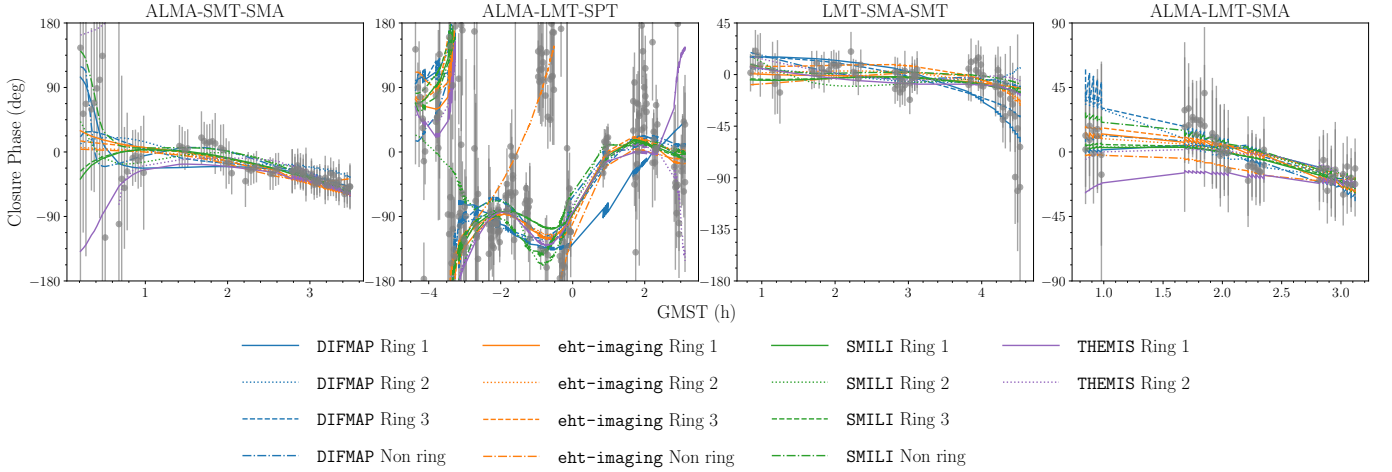 ALMA-SMT-SMA ALMA-LMT-SPT LMT-SMA-SMT ALMA-LMT-SMA
Closure Phase (deg)
180 90 0 −90 −180
180 90 0 −90 −180
45 0 −45 −90 −135 −180
90 45 0 −45 −90
1 2 3
−4 −2 0 2
1 2 3 4
1.0 1.5 2.0 2.5 3.0
GMST (h)
DIFMAP Ring 1 eht-imaging Ring 1 SMILI Ring 1 THEMIS Ring 1
DIFMAP Ring 2 eht-imaging Ring 2 SMILI Ring 2 THEMIS Ring 2
DIFMAP Ring 3 eht-imaging Ring 3 SMILI Ring 3
DIFMAP Non ring eht-imaging Non ring SMILI Non ring